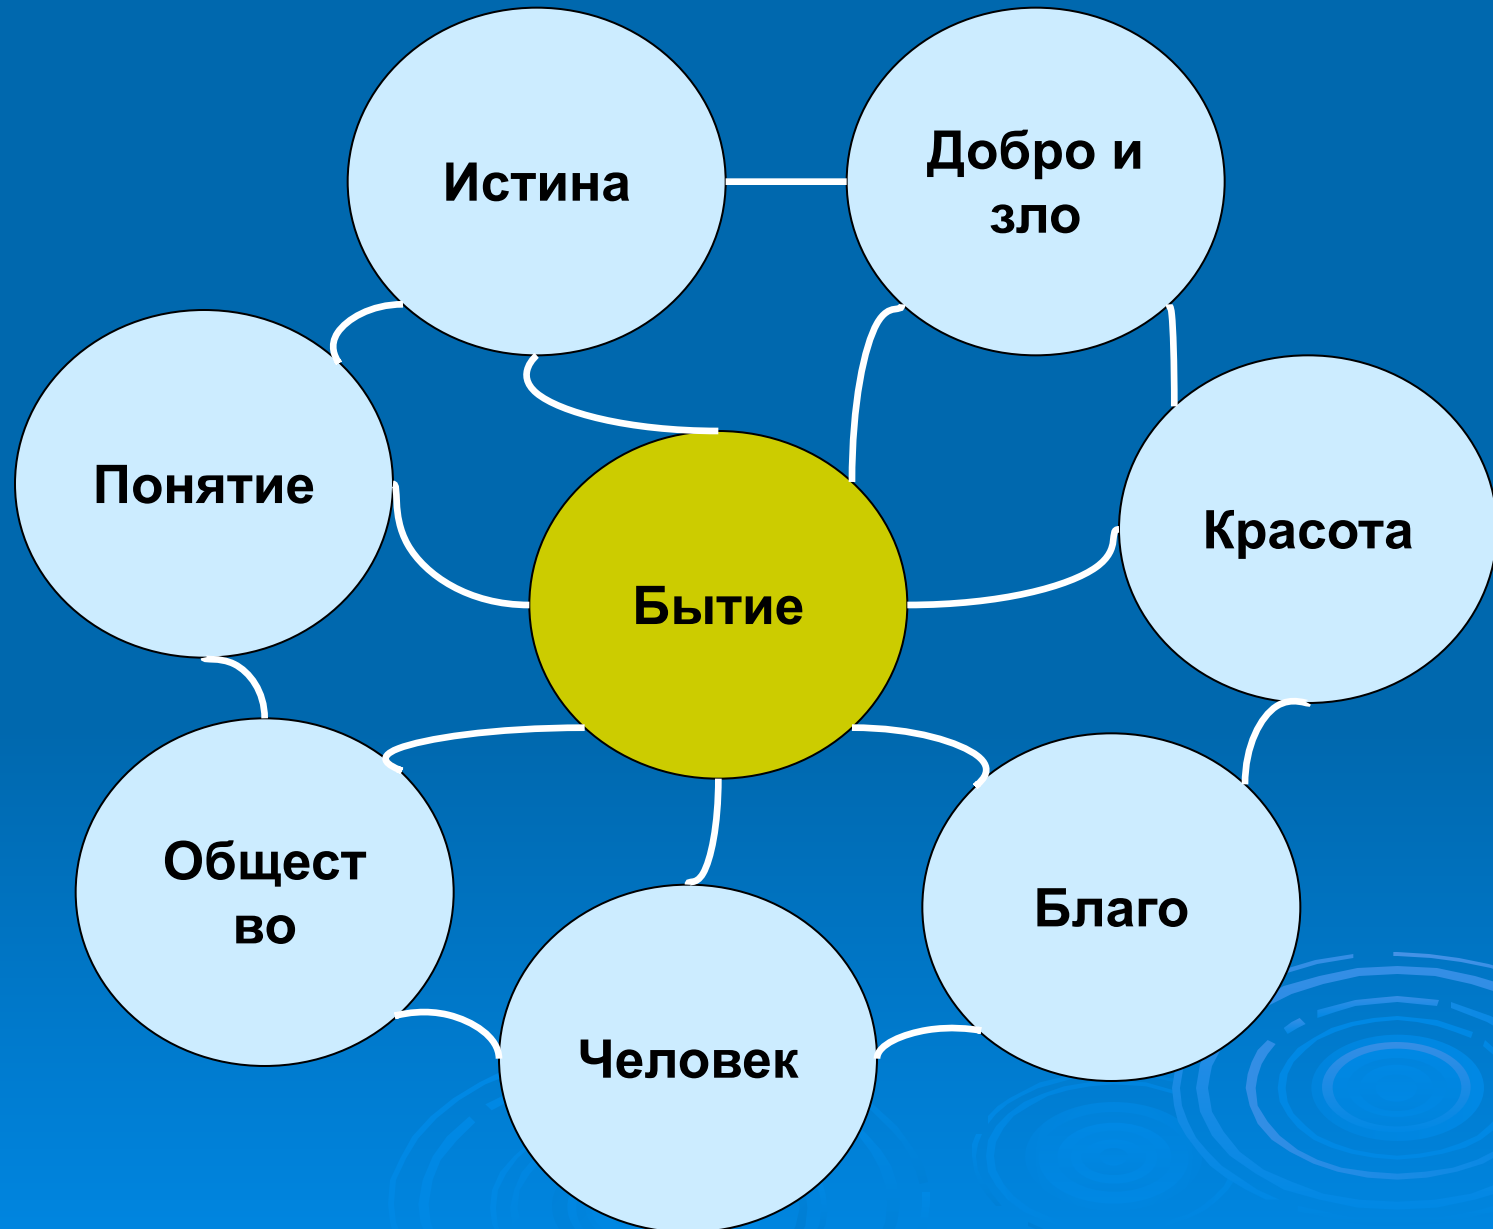 Истина
Добро и
зло
Понятие
Красота
Бытие
Общест
во
Благо
Человек